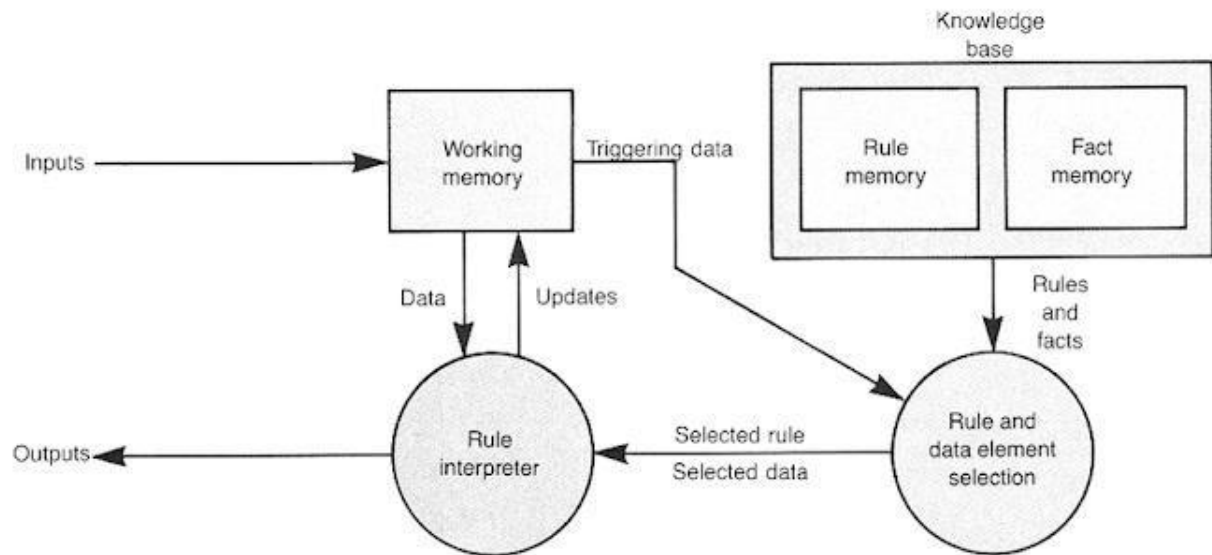 Knowledge
base
Inputs
Working
memory
Triggering data
Rule
memory
Fact
memory
Data
Updates
Rules
and
facts
Outputs
Rule
interpreter
Selected rule
Selected data
Rule and
data element
selection